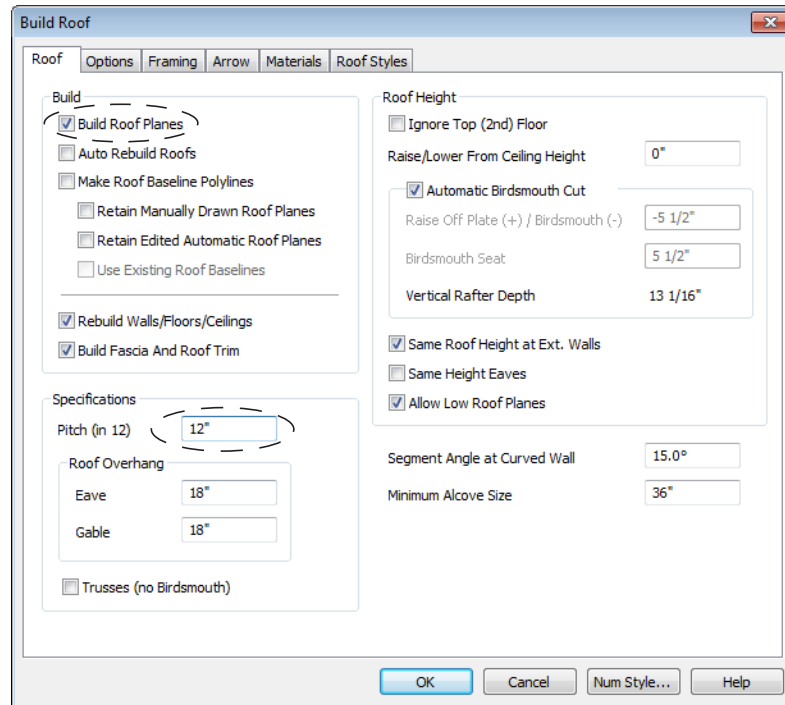 Build Roof
Roof Options Framing Arrow Materials Roof Styles
Build
Build Roof Planes
Auto Rebuild Roofs
Make Roof Baseline Polylines
Retain Manually Drawn Roof Planes
Retain Edited Automatic Roof Planes
Use Existing Roof Baselines
Rebuild Walls/Floors/Ceilings
Build Fascia And Roof Trim
Specifications
Pitch (in 12) 12"
Roof Overhang
Eave 18"
Gable 18"
Trusses (no Birdsmouth)
Roof Height
Ignore Top (2nd) Floor
Raise/Lower From Ceiling Height 0"
Automatic Birdsmouth Cut
Raise Off Plate (+) / Birdsmouth (-) -5 1/2"
Birdsmouth Seat 5 1/2"
Vertical Rafter Depth 13 1/16"
Same Roof Height at Ext. Walls
Same Height Eaves
Allow Low Roof Planes
Segment Angle at Curved Wall 15.0°
Minimum Alcove Size 36"
OK Cancel Num Style... Help